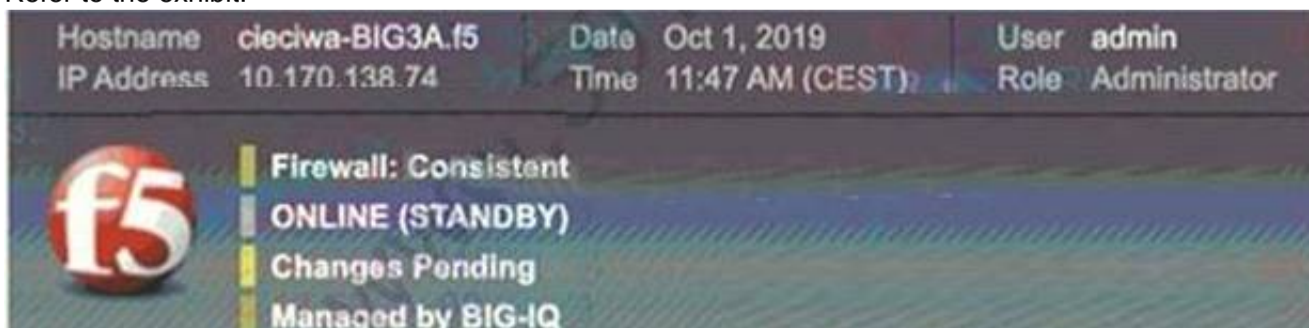 Refer to the exhibit.
Hostname cieciwa-BIG3A.f5 Date Oct 1, 2019 User admin
IP Address 10.170.138.74 Time 11:47 AM (CEST) Role Administrator
f5
Firewall: Consistent
ONLINE (STANDBY)
Changes Pending
Managed by BIG-IQ